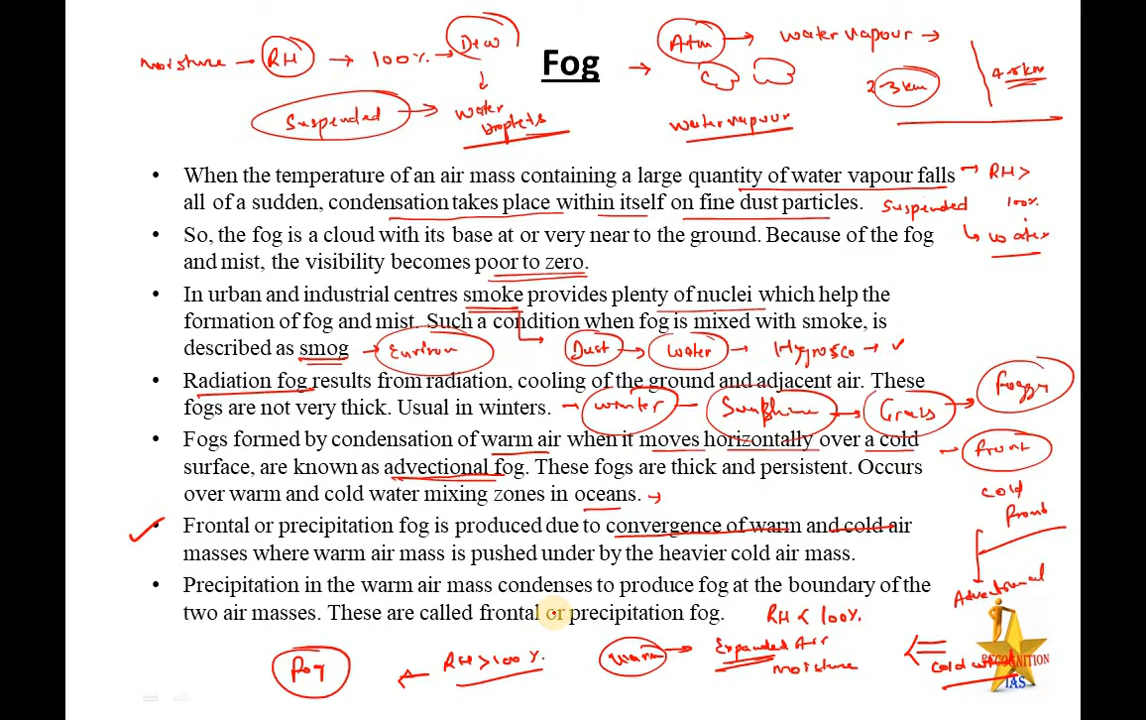 moisture → RH → 100% → Dew
Fog → Atm → water vapour →
2-3km
4-5km
Suspended → water
droplets
water vapour
• When the temperature of an air mass containing a large quantity of water vapour falls → RH >
all of a sudden, condensation takes place within itself on fine dust particles. Suspended 100%
• So, the fog is a cloud with its base at or very near to the ground. Because of the fog ↳ water
and mist, the visibility becomes poor to zero.
• In urban and industrial centres smoke provides plenty of nuclei which help the
formation of fog and mist. Such a condition when fog is mixed with smoke, is
described as smog → Environ Dust → water → Hygrosco →
• Radiation fog results from radiation, cooling of the ground and adjacent air. These
fogs are not very thick. Usual in winters. → winter Sunshine → Grass → Foggy
• Fogs formed by condensation of warm air when it moves horizontally over a cold
surface, are known as advectional fog. These fogs are thick and persistent. Occurs → front
over warm and cold water mixing zones in oceans. → cold
front
• Frontal or precipitation fog is produced due to convergence of warm and cold air
masses where warm air mass is pushed under by the heavier cold air mass.
• Precipitation in the warm air mass condenses to produce fog at the boundary of the
Advectional
two air masses. These are called frontal or precipitation fog.
RH < 100%.
Fog ← RH > 100%. warm → Expanded Air
moisture
cold
RECOGNITION
IAS